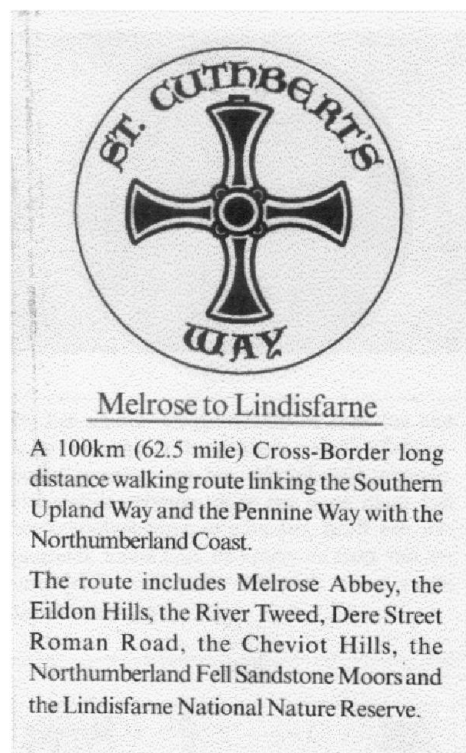 ST. CUTHBERT'S
WAY
Melrose to Lindisfarne
A 100km (62.5 mile) Cross-Border long
distance walking route linking the Southern
Upland Way and the Pennine Way with the
Northumberland Coast.
The route includes Melrose Abbey, the
Eildon Hills, the River Tweed, Dere Street
Roman Road, the Cheviot Hills, the
Northumberland Fell Sandstone Moors and
the Lindisfarne National Nature Reserve.